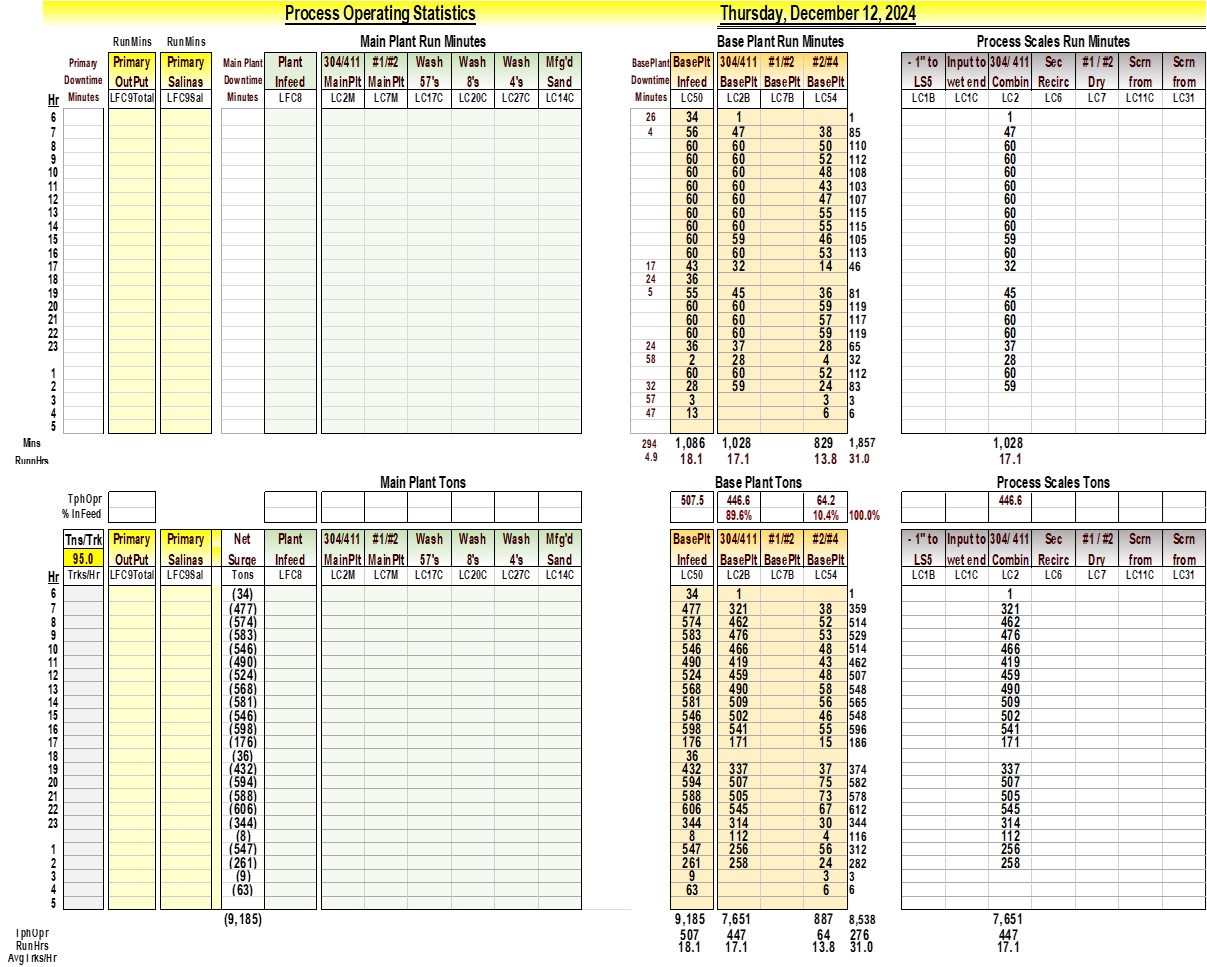 Process Operating Statistics Thursday, December 12, 2024
RunMins RunMins Main Plant Run Minutes Base Plant Run Minutes Process Scales Run Minutes
Primary Primary Primary Main Plant Plant 304/411 #1/#2 Wash Wash Wash Mfg'd BasePlant BasePlt 304/411 #1/#2 #2/#4 - 1" to Input to 304/ 411 Sec #1 / #2 Scrn Scrn
Downtime OutPut Salinas Downtime Infeed MainPlt MainPlt 57's 8's 4's Sand Downtime Infeed BasePlt BasePlt BasePlt LS5 wet end Combin Recirc Dry from from
Hr Minutes LFC9Total LFC9Sal Minutes LFC8 LC2M LC7M LC17C LC20C LC27C LC14C Minutes LC50 LC2B LC7B LC54 LC1B LC1C LC2 LC6 LC7 LC11C LC31
6 26 34 1 1 1
7 4 56 47 38 85 47
8 60 60 50 110 60
9 60 60 52 112 60
10 60 60 48 108 60
11 60 60 43 103 60
12 60 60 47 107 60
13 60 60 55 115 60
14 60 60 55 115 60
15 60 59 46 105 59
16 60 60 53 113 60
17 17 43 32 14 46 32
18 24 36
19 5 55 45 36 81 45
20 60 60 59 119 60
21 60 60 57 117 60
22 60 60 59 119 60
23 24 36 37 28 65 37
58 2 28 4 32 28
1 60 60 52 112 60
2 32 28 59 24 83 59
3 57 3 3 3
4 47 13 6 6
5
Mins 294 1,086 1,028 829 1,857 1,028
RunnHrs 4.9 18.1 17.1 13.8 31.0 17.1
Main Plant Tons Base Plant Tons Process Scales Tons
TphOpr 507.5 446.6 64.2 446.6
% InFeed 89.6% 10.4% 100.0%
Tns/Trk Primary Primary Net Plant 304/411 #1/#2 Wash Wash Wash Mfg'd BasePlt 304/411 #1/#2 #2/#4 - 1" to Input to 304/ 411 Sec #1 / #2 Scrn Scrn
95.0 OutPut Salinas Surge Infeed MainPlt MainPlt 57's 8's 4's Sand Infeed BasePlt BasePlt BasePlt LS5 wet end Combin Recirc Dry from from
Hr Trks/Hr LFC9Total LFC9Sal Tons LFC8 LC2M LC7M LC17C LC20C LC27C LC14C LC50 LC2B LC7B LC54 LC1B LC1C LC2 LC6 LC7 LC11C LC31
6 (34) 34 1 1 1
7 (477) 477 321 38 359 321
8 (574) 574 462 52 514 462
9 (583) 583 476 53 529 476
10 (546) 546 466 48 514 466
11 (490) 490 419 43 462 419
12 (524) 524 459 48 507 459
13 (568) 568 490 58 548 490
14 (581) 581 509 56 565 509
15 (546) 546 502 46 548 502
16 (598) 598 541 55 596 541
17 (176) 176 171 15 186 171
18 (36) 36
19 (432) 432 337 37 374 337
20 (594) 594 507 75 582 507
21 (588) 588 505 73 578 505
22 (606) 606 545 67 612 545
23 (344) 344 314 30 344 314
(8) 8 112 4 116 112
1 (547) 547 256 56 312 256
2 (261) 261 258 24 282 258
3 (9) 9 3 3
4 (63) 63 6 6
5
(9,185) 9,185 7,651 887 8,538 7,651
TphOpr 507 447 64 276 447
RunHrs 18.1 17.1 13.8 31.0 17.1
AvgTrks/Hr